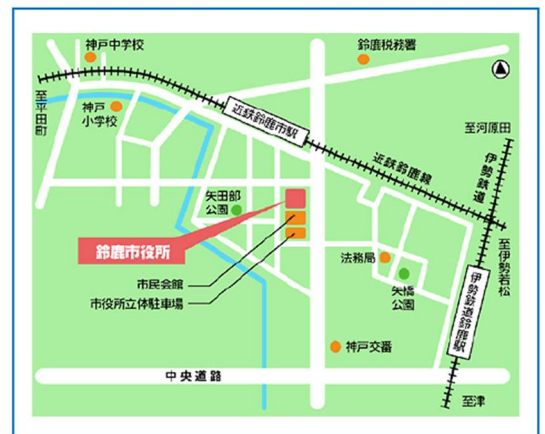 神戸中学校
鈴鹿税務署
至平田町
神戸
小学校
近鉄鈴鹿市駅
至河原田
伊勢鉄道
近鉄鈴鹿線
矢田部
公園
鈴鹿市役所
市民会館
市役所立体駐車場
法務局
矢橋
公園
至伊勢若松
伊勢鉄道鈴鹿駅
神戸交番
中央道路
至津